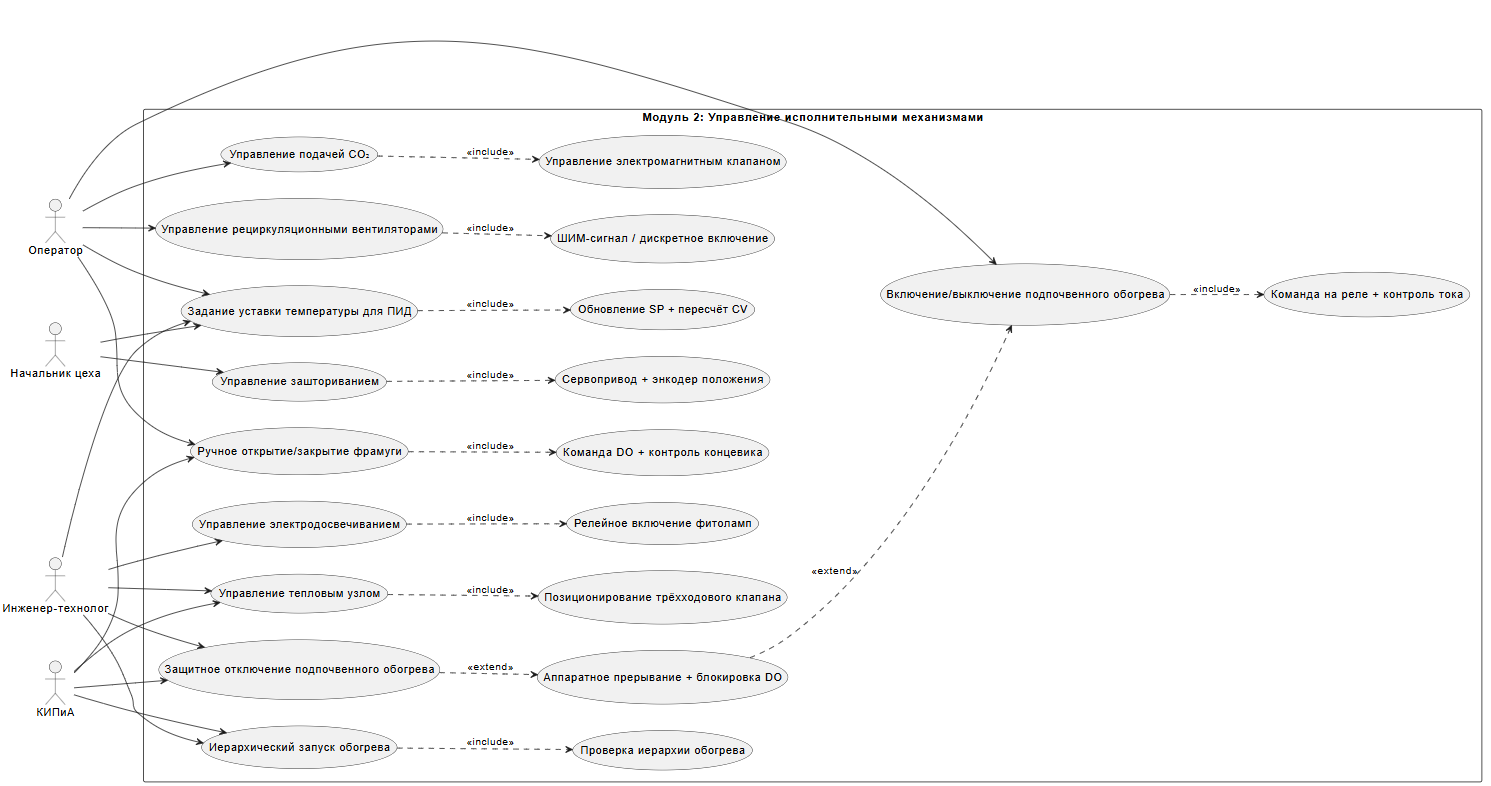 Модуль 2: Управление исполнительными механизмами
Управление подачей CO₂
«include»
Управление электромагнитным клапаном
Оператор
Управление рециркуляционными вентиляторами
«include»
ШИМ-сигнал / дискретное включение
Включение/выключение подпочвенного обогрева
«include»
Команда на реле + контроль тока
Задание уставки температуры для ПИД
«include»
Обновление SP + пересчёт CV
Начальник цеха
Управление зашториванием
«include»
Сервопривод + энкодер положения
Ручное открытие/закрытие фрамуги
«include»
Команда DO + контроль концевика
Управление электродосвечиванием
«include»
Релейное включение фитоламп
«extend»
Инженер-технолог
Управление тепловым узлом
«include»
Позиционирование трёхходового клапана
Защитное отключение подпочвенного обогрева
«extend»
Аппаратное прерывание + блокировка DO
КИПиА
Иерархический запуск обогрева
«include»
Проверка иерархии обогрева